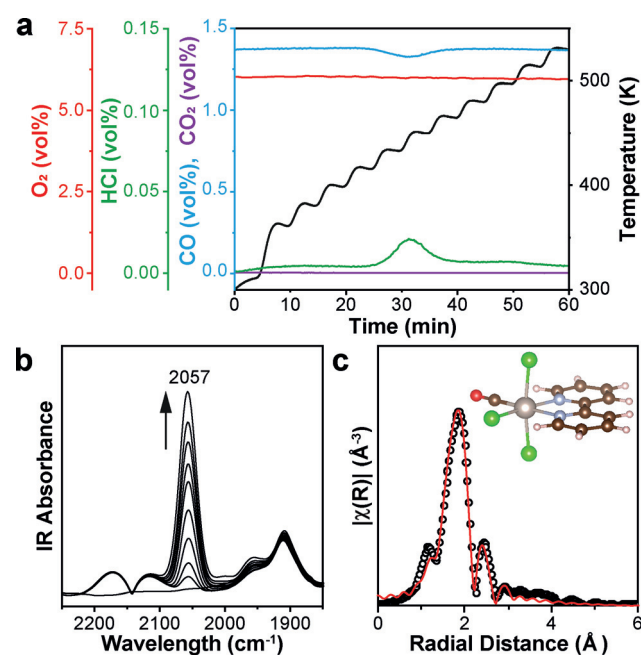 a
O₂ (vol%)
7.5
5.0
2.5
0.0
HCl (vol%)
0.15
0.10
0.05
0.00
CO (vol%), CO₂ (vol%)
1.5
1.0
0.5
0.0
Temperature (K)
500
400
300
0 10 20 30 40 50 60
Time (min)
b
2057
IR Absorbance
2200 2100 2000 1900
Wavelength (cm⁻¹)
c
|χ(R)| (Å⁻³)
0 2 4 6
Radial Distance (Å)